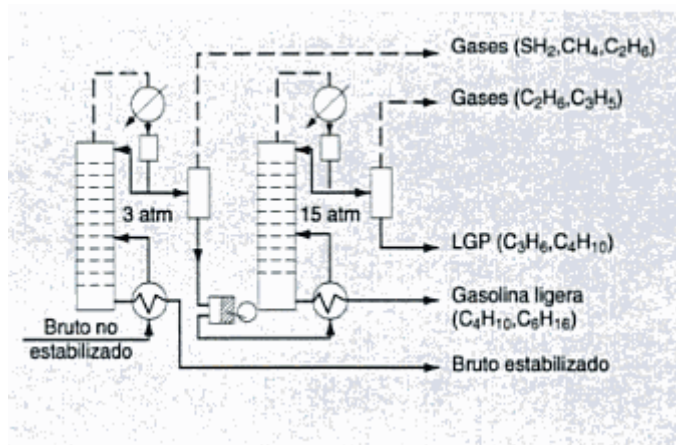 Gases (SH₂,CH₄,C₂H₆)
Gases (C₂H₆,C₃H₅)
3 atm
15 atm
LGP (C₃H₆,C₄H₁₀)
Gasolina ligera
(C₄H₁₀,C₆H₁₆)
Bruto no
estabilizado
Bruto estabilizado